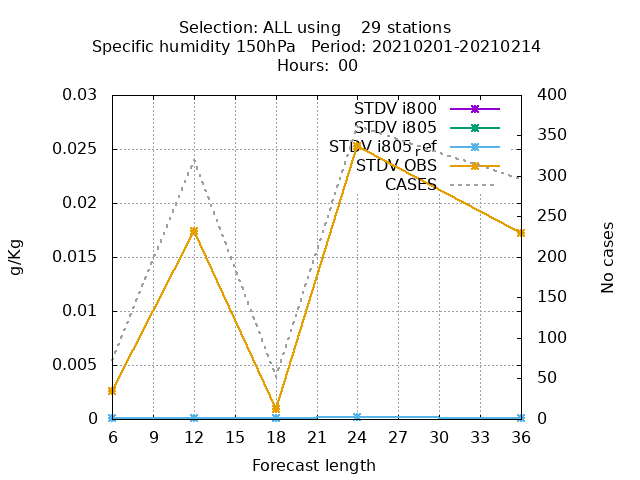 Selection: ALL using    29 stations
Specific humidity 150hPa   Period: 20210201-20210214
Hours: 00
0.03
0.025
0.02
0.015
0.01
0.005
0
400
350
300
250
200
150
100
50
0
STDV i800
STDV i805
STDV i805ref
STDV OBS
CASES
g/Kg
No cases
6 9 12 15 18 21 24 27 30 33 36
Forecast length